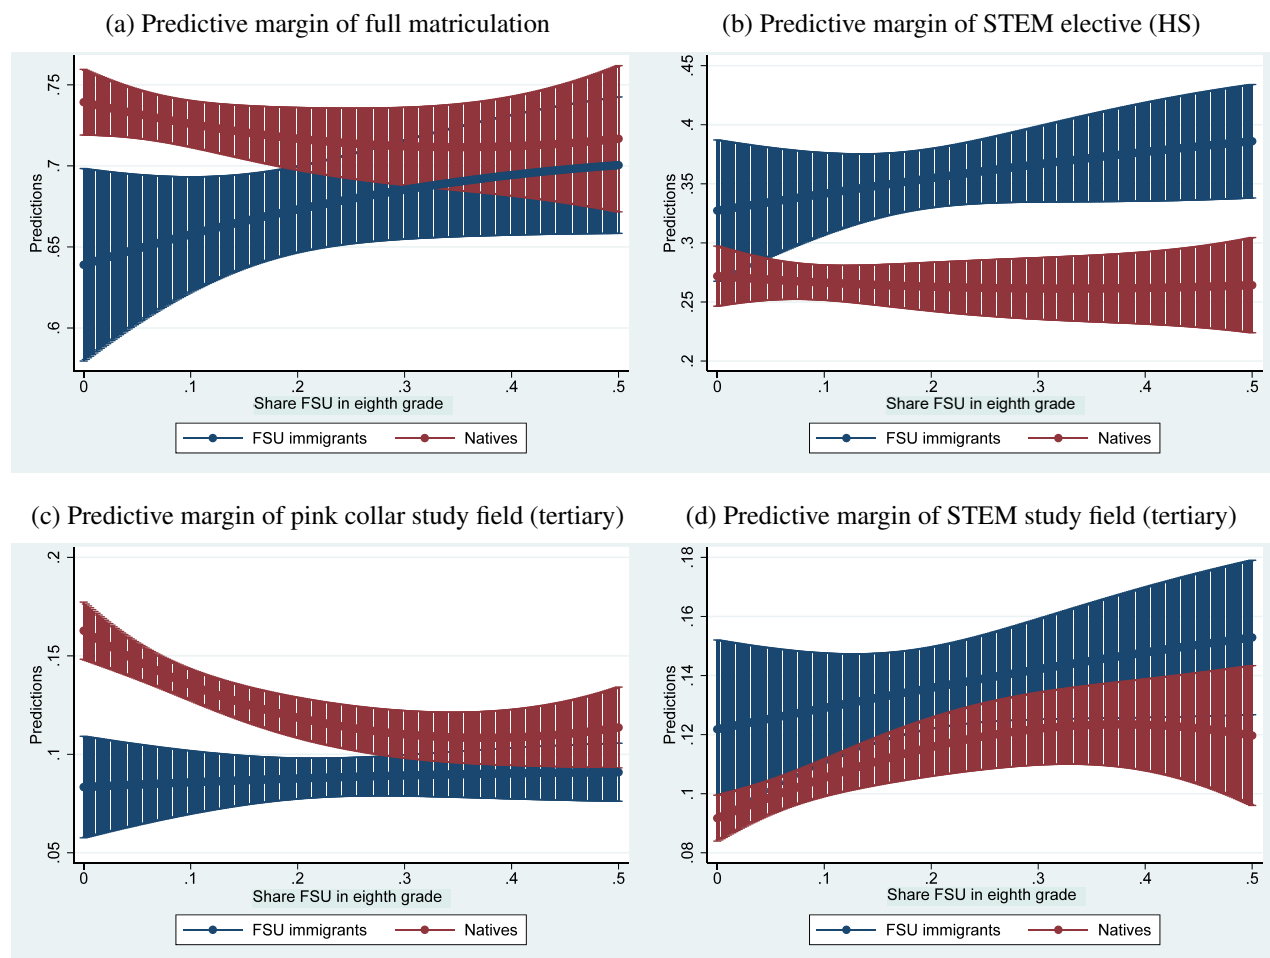 (a) Predictive margin of full matriculation
.75
.7
.65
.6
Predictions
0 .1 .2 .3 .4 .5
Share FSU in eighth grade
FSU immigrants Natives
(b) Predictive margin of STEM elective (HS)
.45
.4
.35
.3
.25
.2
Predictions
0 .1 .2 .3 .4 .5
Share FSU in eighth grade
FSU immigrants Natives
(c) Predictive margin of pink collar study field (tertiary)
.2
.15
.1
.05
Predictions
0 .1 .2 .3 .4 .5
Share FSU in eighth grade
FSU immigrants Natives
(d) Predictive margin of STEM study field (tertiary)
.18
.16
.14
.12
.1
.08
Predictions
0 .1 .2 .3 .4 .5
Share FSU in eighth grade
FSU immigrants Natives